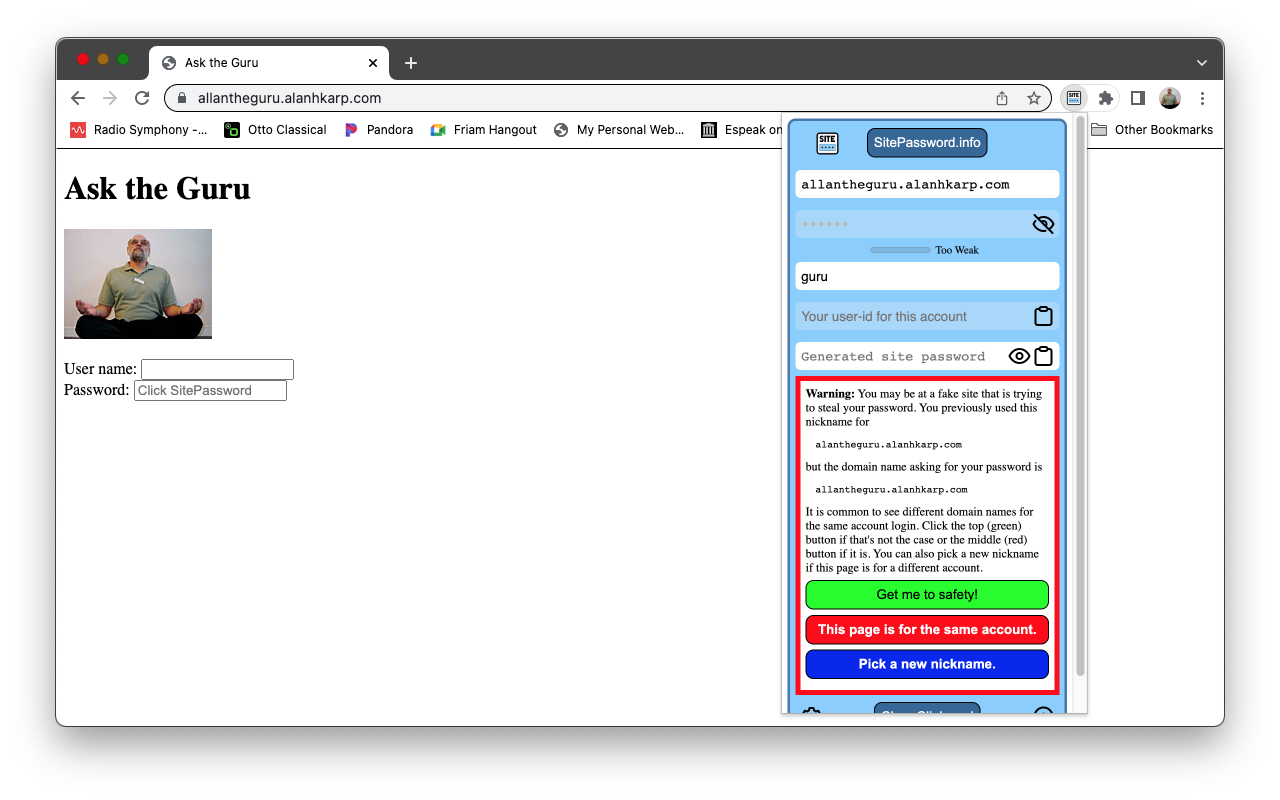 Ask the Guru
allantheguru.alanhkarp.com
SITE
Radio Symphony -...
Otto Classical
Pandora
Friam Hangout
My Personal Web...
Espeak on
Other Bookmarks
Ask the Guru
User name:
Password: Click SitePassword
SITE
SitePassword.info
allantheguru.alanhkarp.com
Too Weak
guru
Your user-id for this account
Generated site password
Warning: You may be at a fake site that is trying
to steal your password. You previously used this
nickname for
alantheguru.alanhkarp.com
but the domain name asking for your password is
allantheguru.alanhkarp.com
It is common to see different domain names for
the same account login. Click the top (green)
button if that's not the case or the middle (red)
button if it is. You can also pick a new nickname
if this page is for a different account.
Get me to safety!
This page is for the same account.
Pick a new nickname.